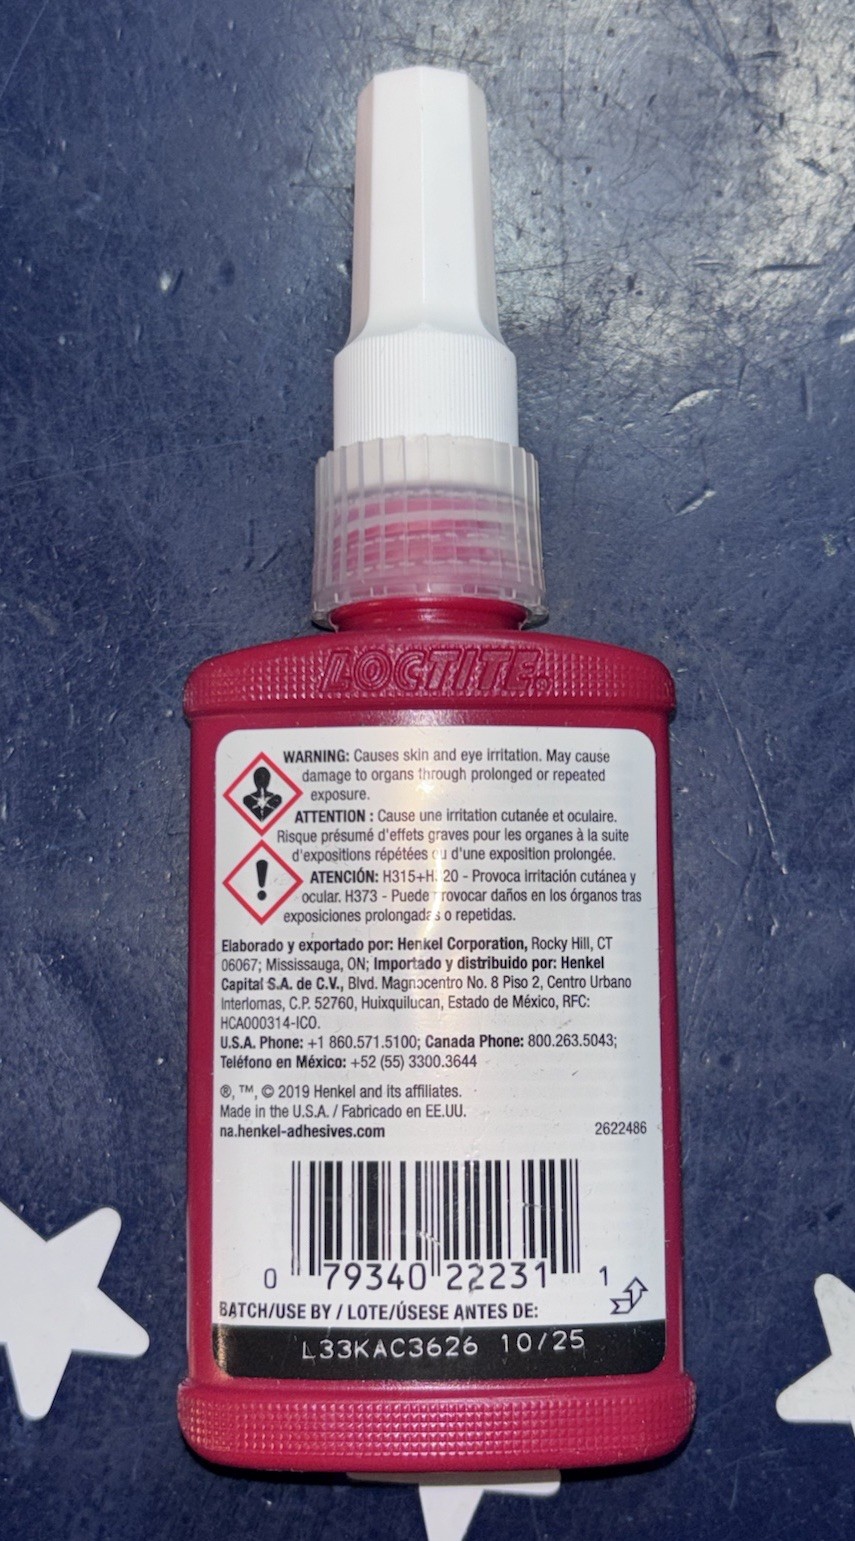 LOCTITE®
WARNING: Causes skin and eye irritation. May cause
damage to organs through prolonged or repeated
exposure.
ATTENTION : Cause une irritation cutanée et oculaire.
Risque présumé d'effets graves pour les organes à la suite
d'expositions répétées ou d'une exposition prolongée.
ATENCIÓN: H315+H320 - Provoca irritación cutánea y
ocular. H373 - Puede provocar daños en los órganos tras
exposiciones prolongadas o repetidas.
Elaborado y exportado por: Henkel Corporation, Rocky Hill, CT
06067; Mississauga, ON; Importado y distribuido por: Henkel
Capital S.A. de C.V., Blvd. Magnocentro No. 8 Piso 2, Centro Urbano
Interlomas, C.P. 52760, Huixquilucan, Estado de México, RFC:
HCA000314-ICO.
U.S.A. Phone: +1 860.571.5100; Canada Phone: 800.263.5043;
Teléfono en México: +52 (55) 3300.3644
®, ™, © 2019 Henkel and its affiliates.
Made in the U.S.A. / Fabricado en EE.UU.
na.henkel-adhesives.com 2622486
0 79340 22231 1
BATCH/USE BY / LOTE/ÚSESE ANTES DE:
L33KAC3626 10/25